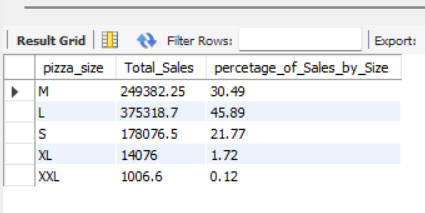 Result Grid Filter Rows: Export:
pizza_size Total_Sales percetage_of_Sales_by_Size
M 249382.25 30.49
L 375318.7 45.89
S 178076.5 21.77
XL 14076 1.72
XXL 1006.6 0.12